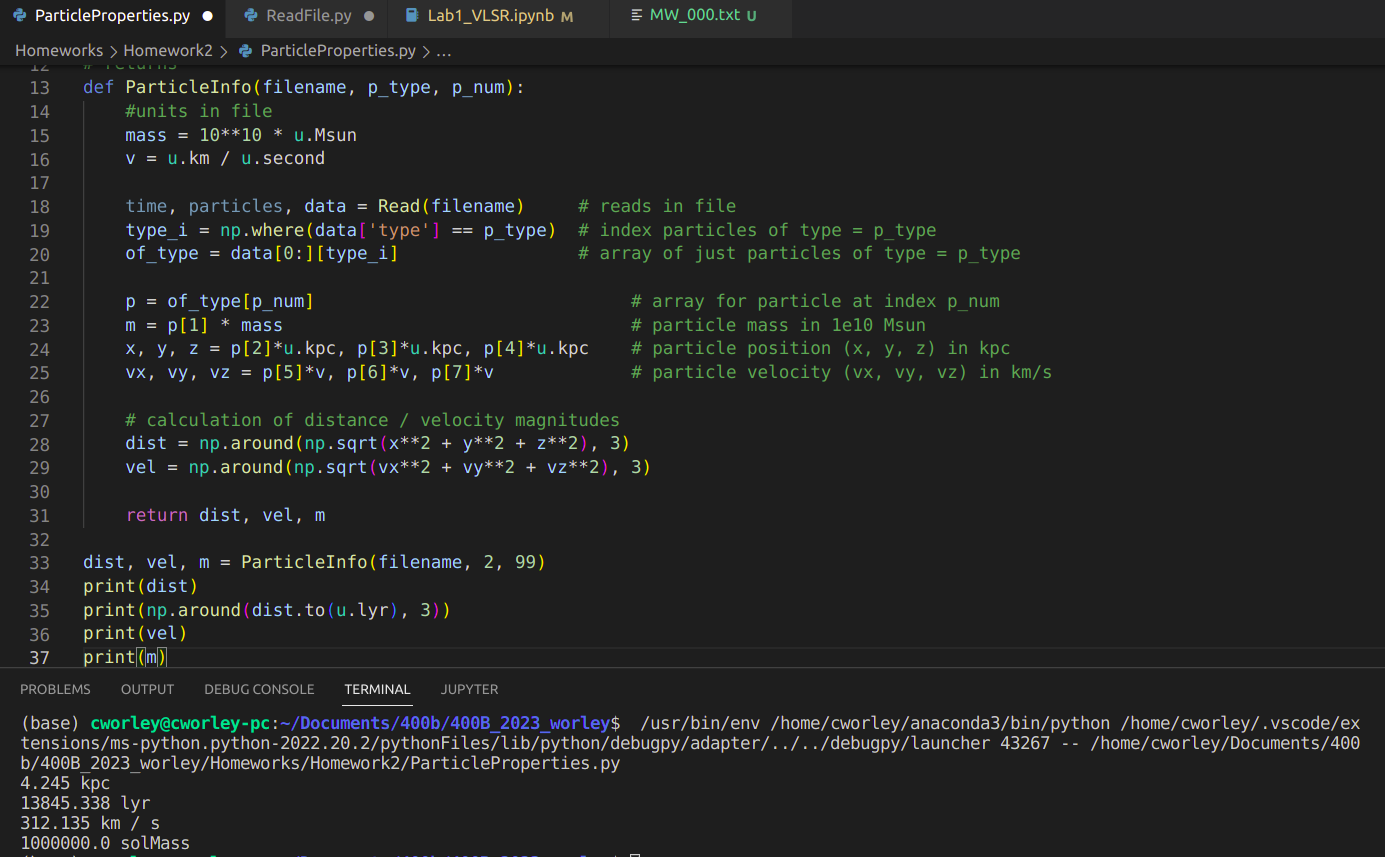 ParticleProperties.py ● ReadFile.py ● Lab1_VLSR.ipynb M MW_000.txt U
Homeworks > Homework2 > ParticleProperties.py > ...
12 # returns
13 def ParticleInfo(filename, p_type, p_num):
14     #units in file
15     mass = 10**10 * u.Msun
16     v = u.km / u.second
17
18     time, particles, data = Read(filename)     # reads in file
19     type_i = np.where(data['type'] == p_type)  # index particles of type = p_type
20     of_type = data[0:][type_i]                 # array of just particles of type = p_type
21
22     p = of_type[p_num]                              # array for particle at index p_num
23     m = p[1] * mass                                 # particle mass in 1e10 Msun
24     x, y, z = p[2]*u.kpc, p[3]*u.kpc, p[4]*u.kpc    # particle position (x, y, z) in kpc
25     vx, vy, vz = p[5]*v, p[6]*v, p[7]*v             # particle velocity (vx, vy, vz) in km/s
26
27     # calculation of distance / velocity magnitudes
28     dist = np.around(np.sqrt(x**2 + y**2 + z**2), 3)
29     vel = np.around(np.sqrt(vx**2 + vy**2 + vz**2), 3)
30
31     return dist, vel, m
32
33 dist, vel, m = ParticleInfo(filename, 2, 99)
34 print(dist)
35 print(np.around(dist.to(u.lyr), 3))
36 print(vel)
37 print(m)
PROBLEMS OUTPUT DEBUG CONSOLE TERMINAL JUPYTER
(base) cworley@cworley-pc:~/Documents/400b/400B_2023_worley$  /usr/bin/env /home/cworley/anaconda3/bin/python /home/cworley/.vscode/ex
tensions/ms-python.python-2022.20.2/pythonFiles/lib/python/debugpy/adapter/../../debugpy/launcher 43267 -- /home/cworley/Documents/400
b/400B_2023_worley/Homeworks/Homework2/ParticleProperties.py
4.245 kpc
13845.338 lyr
312.135 km / s
1000000.0 solMass